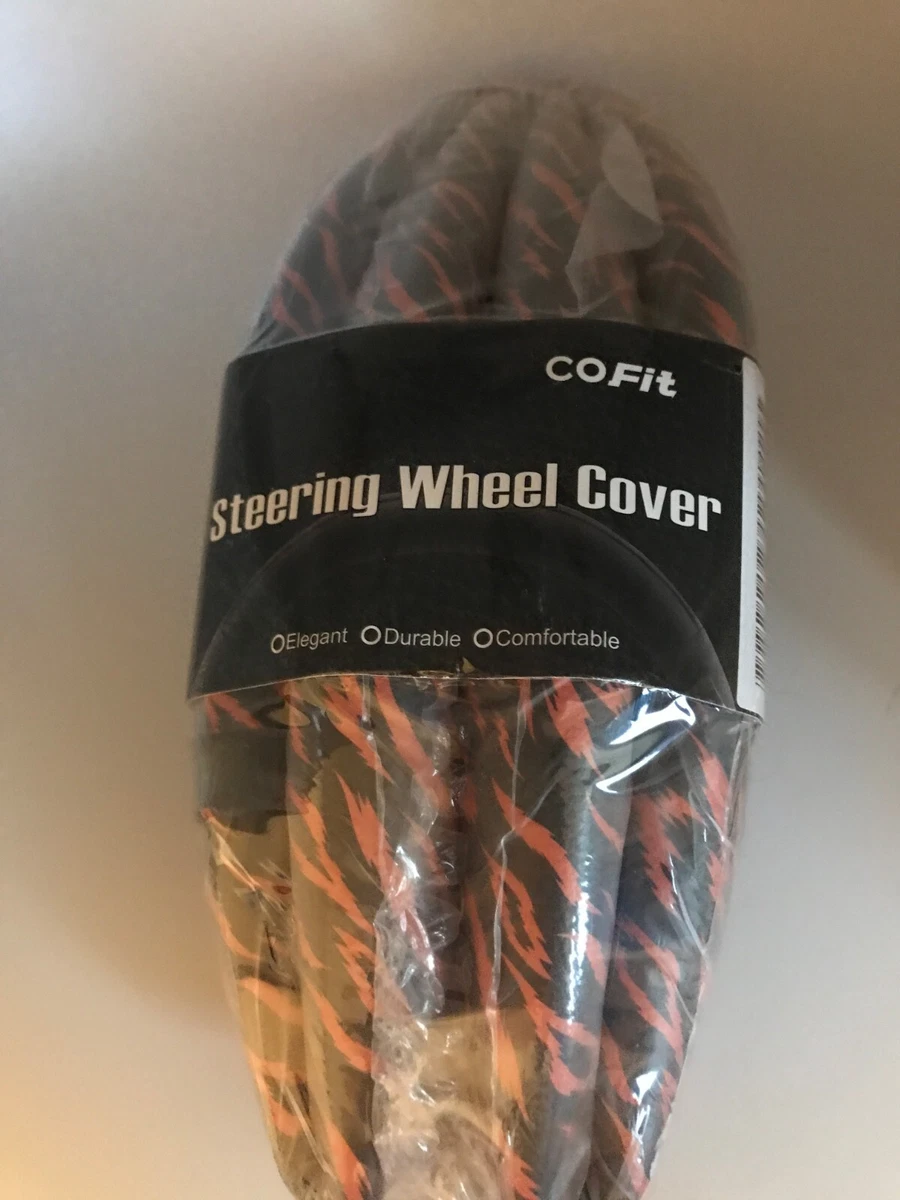 COFit
Steering Wheel Cover
Elegant Durable Comfortable